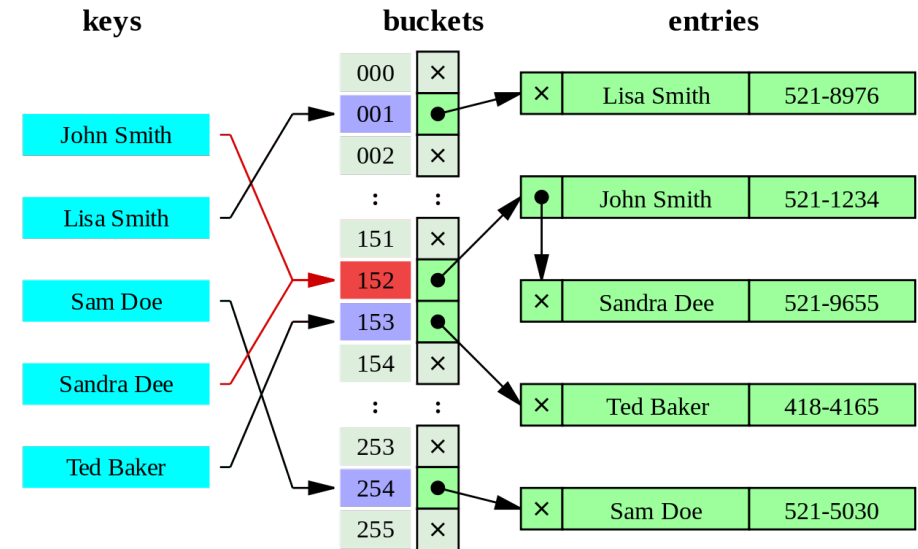 keys
buckets
entries
John Smith
Lisa Smith
Sam Doe
Sandra Dee
Ted Baker
000 ×
001
002 ×
: :
151 ×
152
153
154 ×
: :
253 ×
254
255 ×
× Lisa Smith 521-8976
John Smith 521-1234
× Sandra Dee 521-9655
× Ted Baker 418-4165
× Sam Doe 521-5030